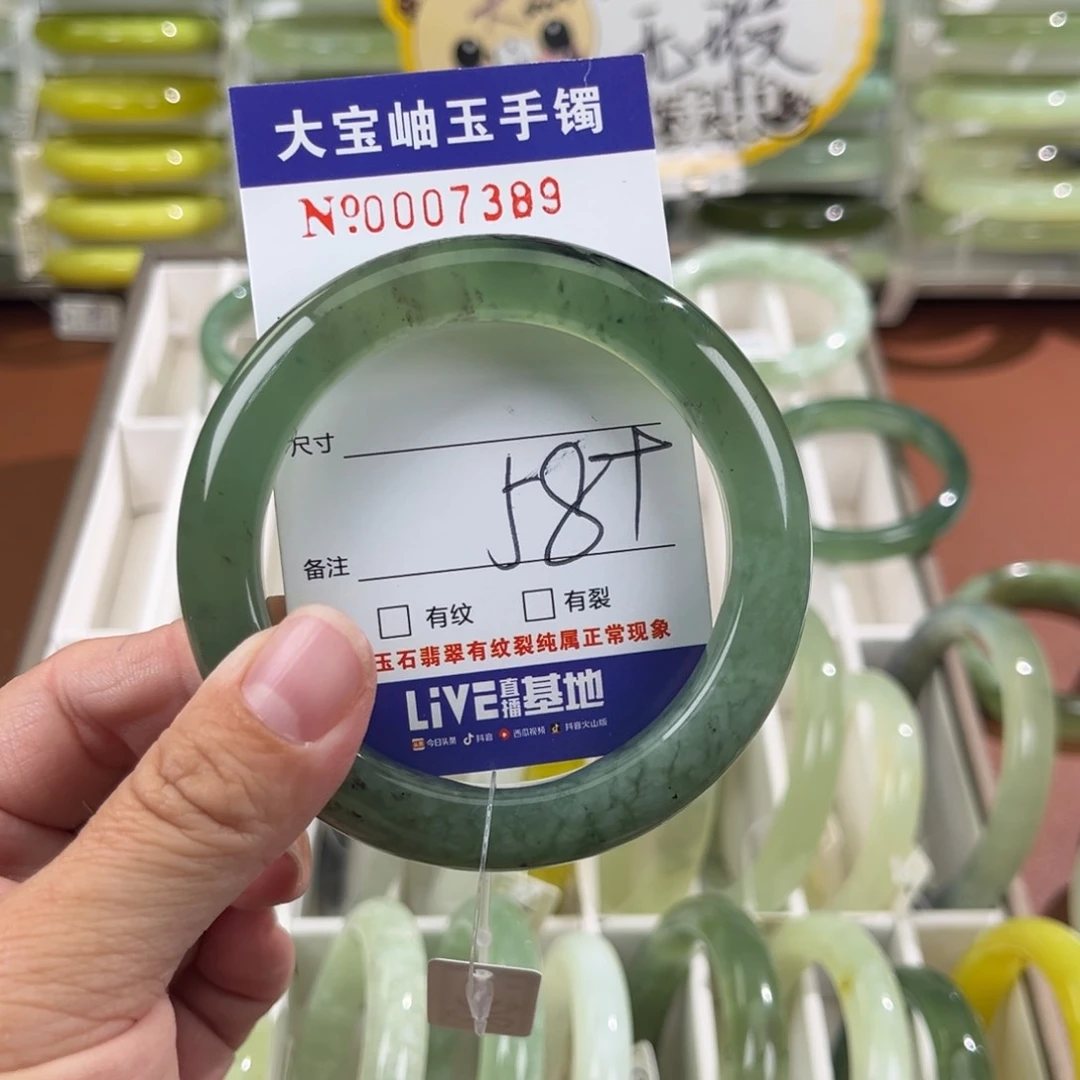 无瑕
大宝岫玉手镯
Nº0007389
尺寸
58
备注
有纹
有裂
玉石翡翠有纹裂纯属正常现象
LiVE直播基地
今日头条 抖音 西瓜视频 抖音火山版